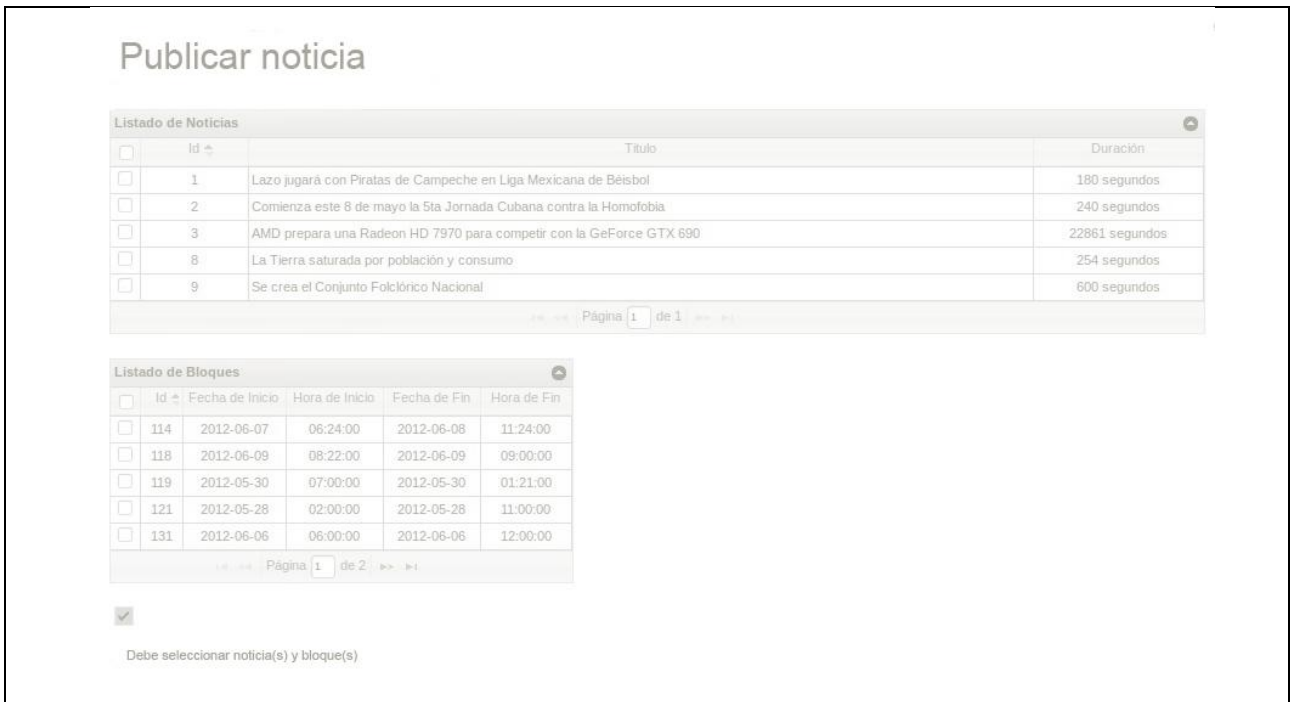 Publicar noticia
Listado de Noticias
Id Titulo Duración
1 Lazo jugará con Piratas de Campeche en Liga Mexicana de Béisbol 180 segundos
2 Comienza este 8 de mayo la 5ta Jornada Cubana contra la Homofobia 240 segundos
3 AMD prepara una Radeon HD 7970 para competir con la GeForce GTX 690 22861 segundos
8 La Tierra saturada por población y consumo 254 segundos
9 Se crea el Conjunto Folclórico Nacional 600 segundos
Página 1 de 1
Listado de Bloques
Id Fecha de Inicio Hora de Inicio Fecha de Fin Hora de Fin
114 2012-06-07 06:24:00 2012-06-08 11:24:00
118 2012-06-09 08:22:00 2012-06-09 09:00:00
119 2012-05-30 07:00:00 2012-05-30 01:21:00
121 2012-05-28 02:00:00 2012-05-28 11:00:00
131 2012-06-06 06:00:00 2012-06-06 12:00:00
Página 1 de 2
Debe seleccionar noticia(s) y bloque(s)